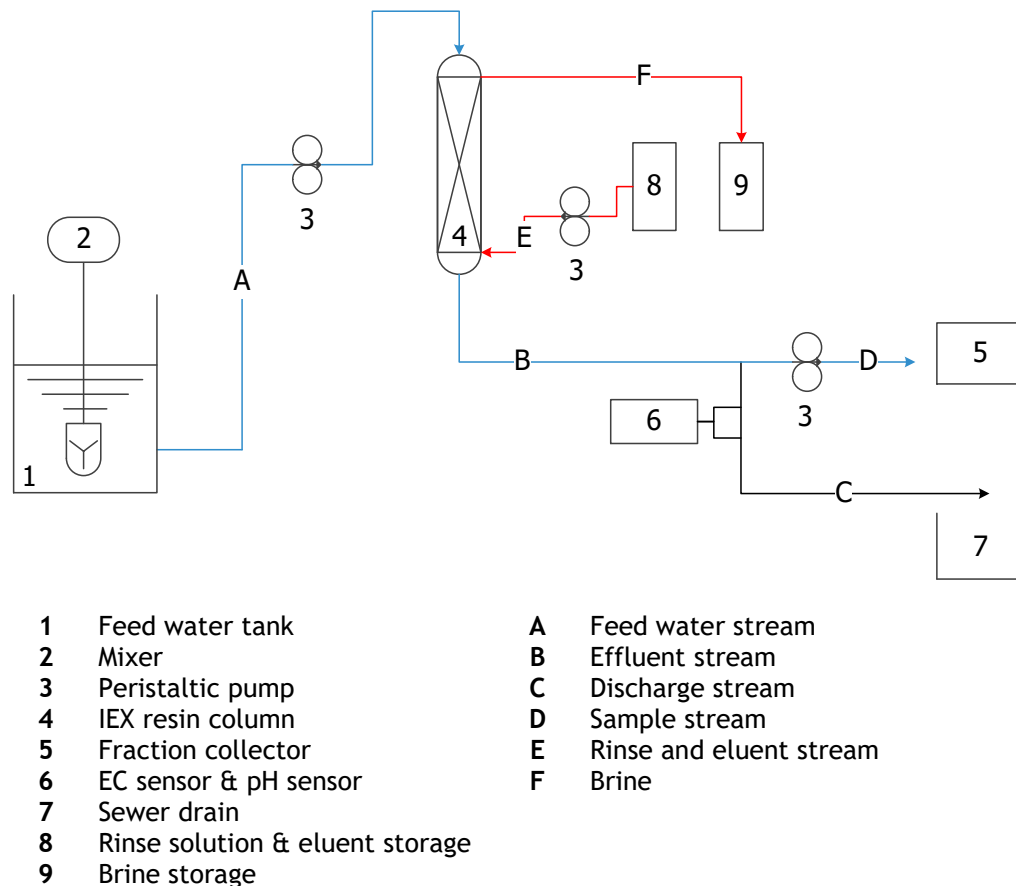 F
8
9
3
4
E
3
2
A
B
D
5
6
3
1
C
7
1 Feed water tank
2 Mixer
3 Peristaltic pump
4 IEX resin column
5 Fraction collector
6 EC sensor & pH sensor
7 Sewer drain
8 Rinse solution & eluent storage
9 Brine storage
A Feed water stream
B Effluent stream
C Discharge stream
D Sample stream
E Rinse and eluent stream
F Brine